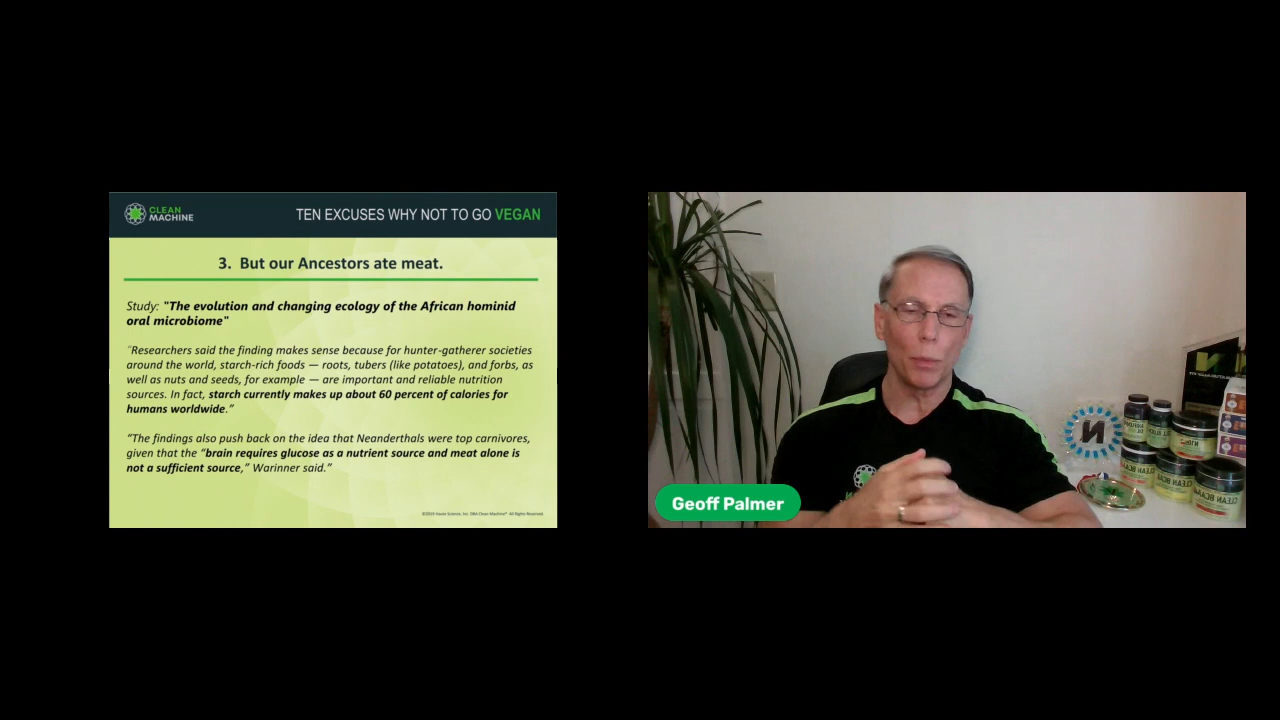 CLEAN
MACHINE
TEN EXCUSES WHY NOT TO GO VEGAN
3. But our Ancestors ate meat.
Study: "The evolution and changing ecology of the African hominid
oral microbiome"
"Researchers said the finding makes sense because for hunter-gatherer societies
around the world, starch-rich foods — roots, tubers (like potatoes), and forbs, as
well as nuts and seeds, for example — are important and reliable nutrition
sources. In fact, starch currently makes up about 60 percent of calories for
humans worldwide."
"The findings also push back on the idea that Neanderthals were top carnivores,
given that the "brain requires glucose as a nutrient source and meat alone is
not a sufficient source," Warinner said."
Geoff Palmer
CLEAN BCAA
CLEAN BCAA